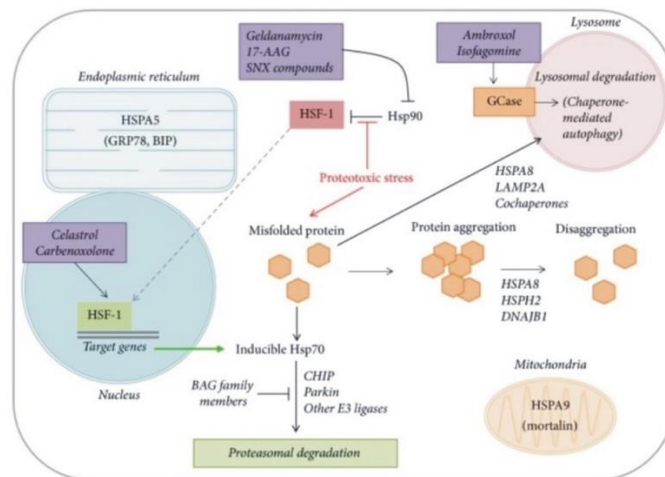 Geldanamycin
17-AAG
SNX compounds
Ambroxol
Isofagomine
Lysosome
Endoplasmic reticulum
HSPA5
(GRP78, BIP)
HSF-1
Hsp90
GCase
Lysosomal degradation
(Chaperone-
mediated
autophagy)
Proteotoxic stress
HSPA8
LAMP2A
Cochaperones
Celastrol
Carbenoxolone
Misfolded protein
Protein aggregation
Disaggregation
HSPA8
HSPH2
DNAJB1
HSF-1
Target genes
Nucleus
Inducible Hsp70
BAG family
members
CHIP
Parkin
Other E3 ligases
Proteasomal degradation
Mitochondria
HSPA9
(mortalin)